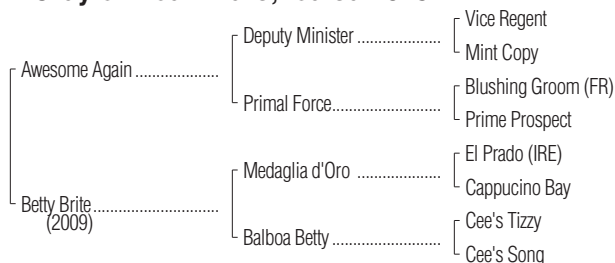 Vice Regent
Deputy Minister ......................
Mint Copy
Awesome Again ......................
Blushing Groom (FR)
Primal Force............................
Prime Prospect
El Prado (IRE)
Medaglia d'Oro ......................
Cappucino Bay
Betty Brite.................................
(2009)
Cee's Tizzy
Balboa Betty ............................
Cee's Song